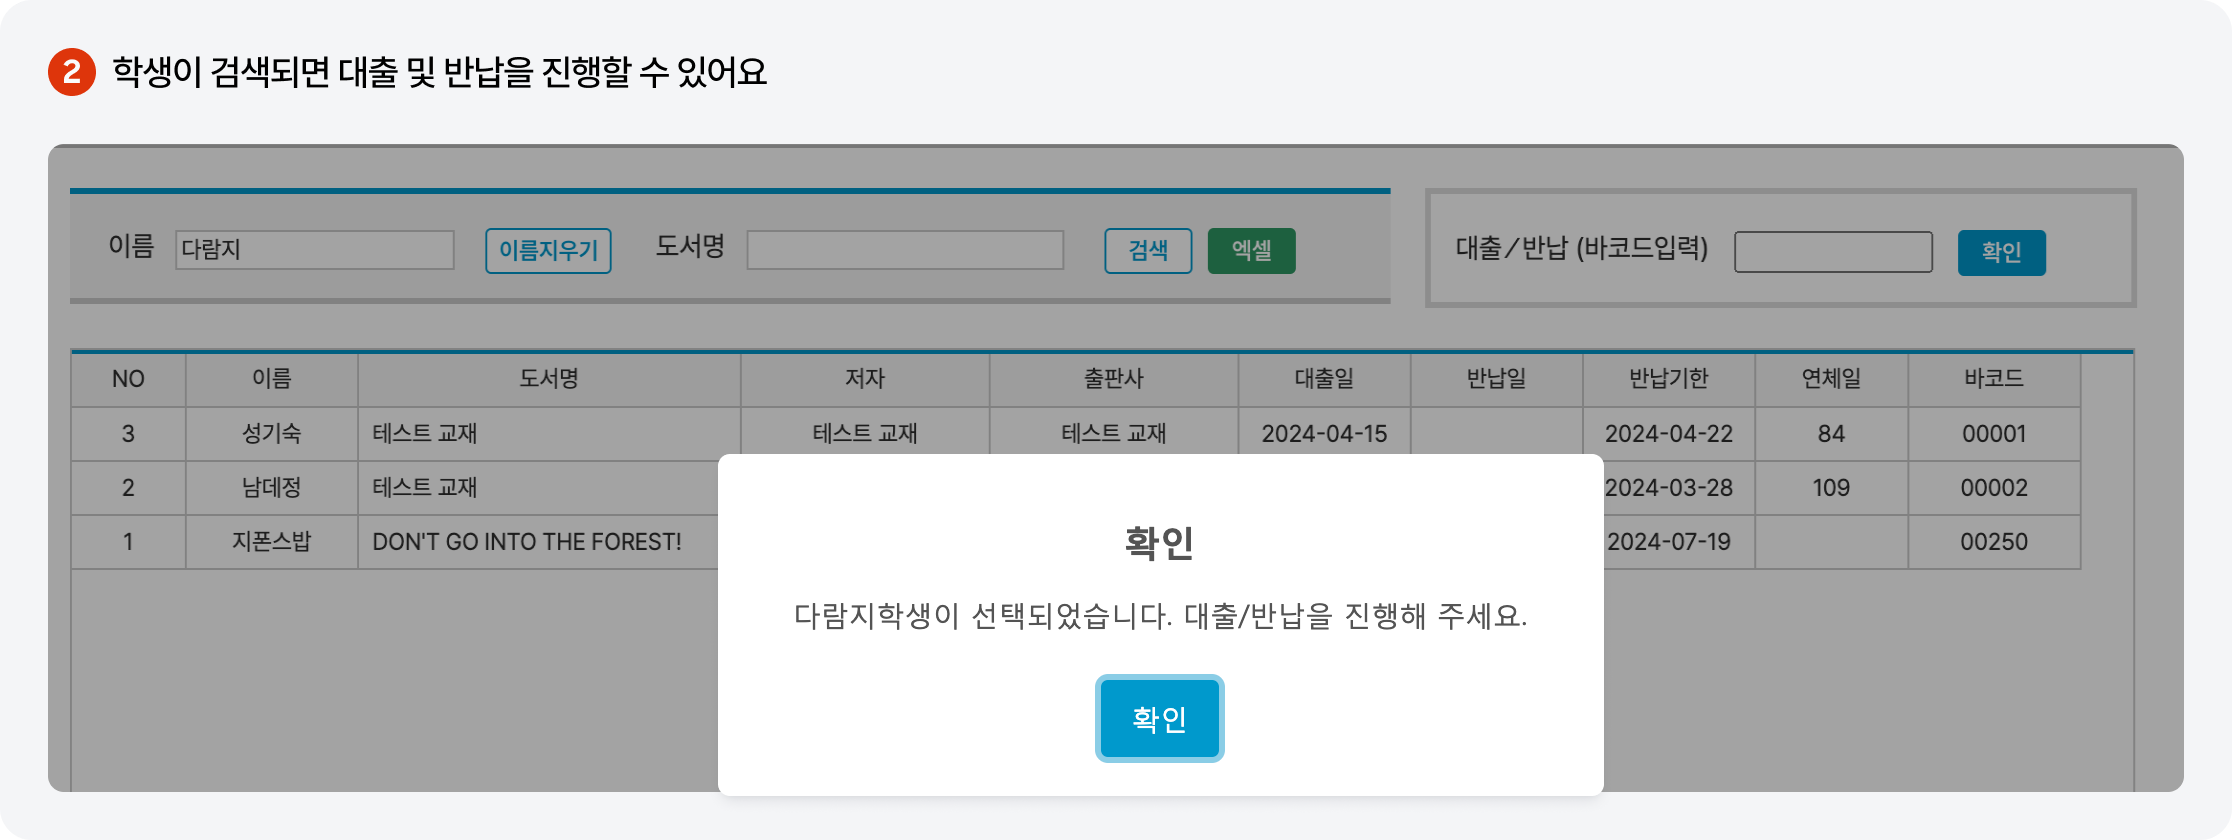 2 학생이 검색되면 대출 및 반납을 진행할 수 있어요
이름 다람지 이름지우기 도서명 검색 엑셀 대출/반납 (바코드입력) 확인
NO 이름 도서명 저자 출판사 대출일 반납일 반납기한 연체일 바코드
3 성기숙 테스트 교재 테스트 교재 테스트 교재 2024-04-15 2024-04-22 84 00001
2 남데정 테스트 교재 2024-03-28 109 00002
1 지폰스밥 DON'T GO INTO THE FOREST! 2024-07-19 00250
확인
다람지학생이 선택되었습니다. 대출/반납을 진행해 주세요.
확인